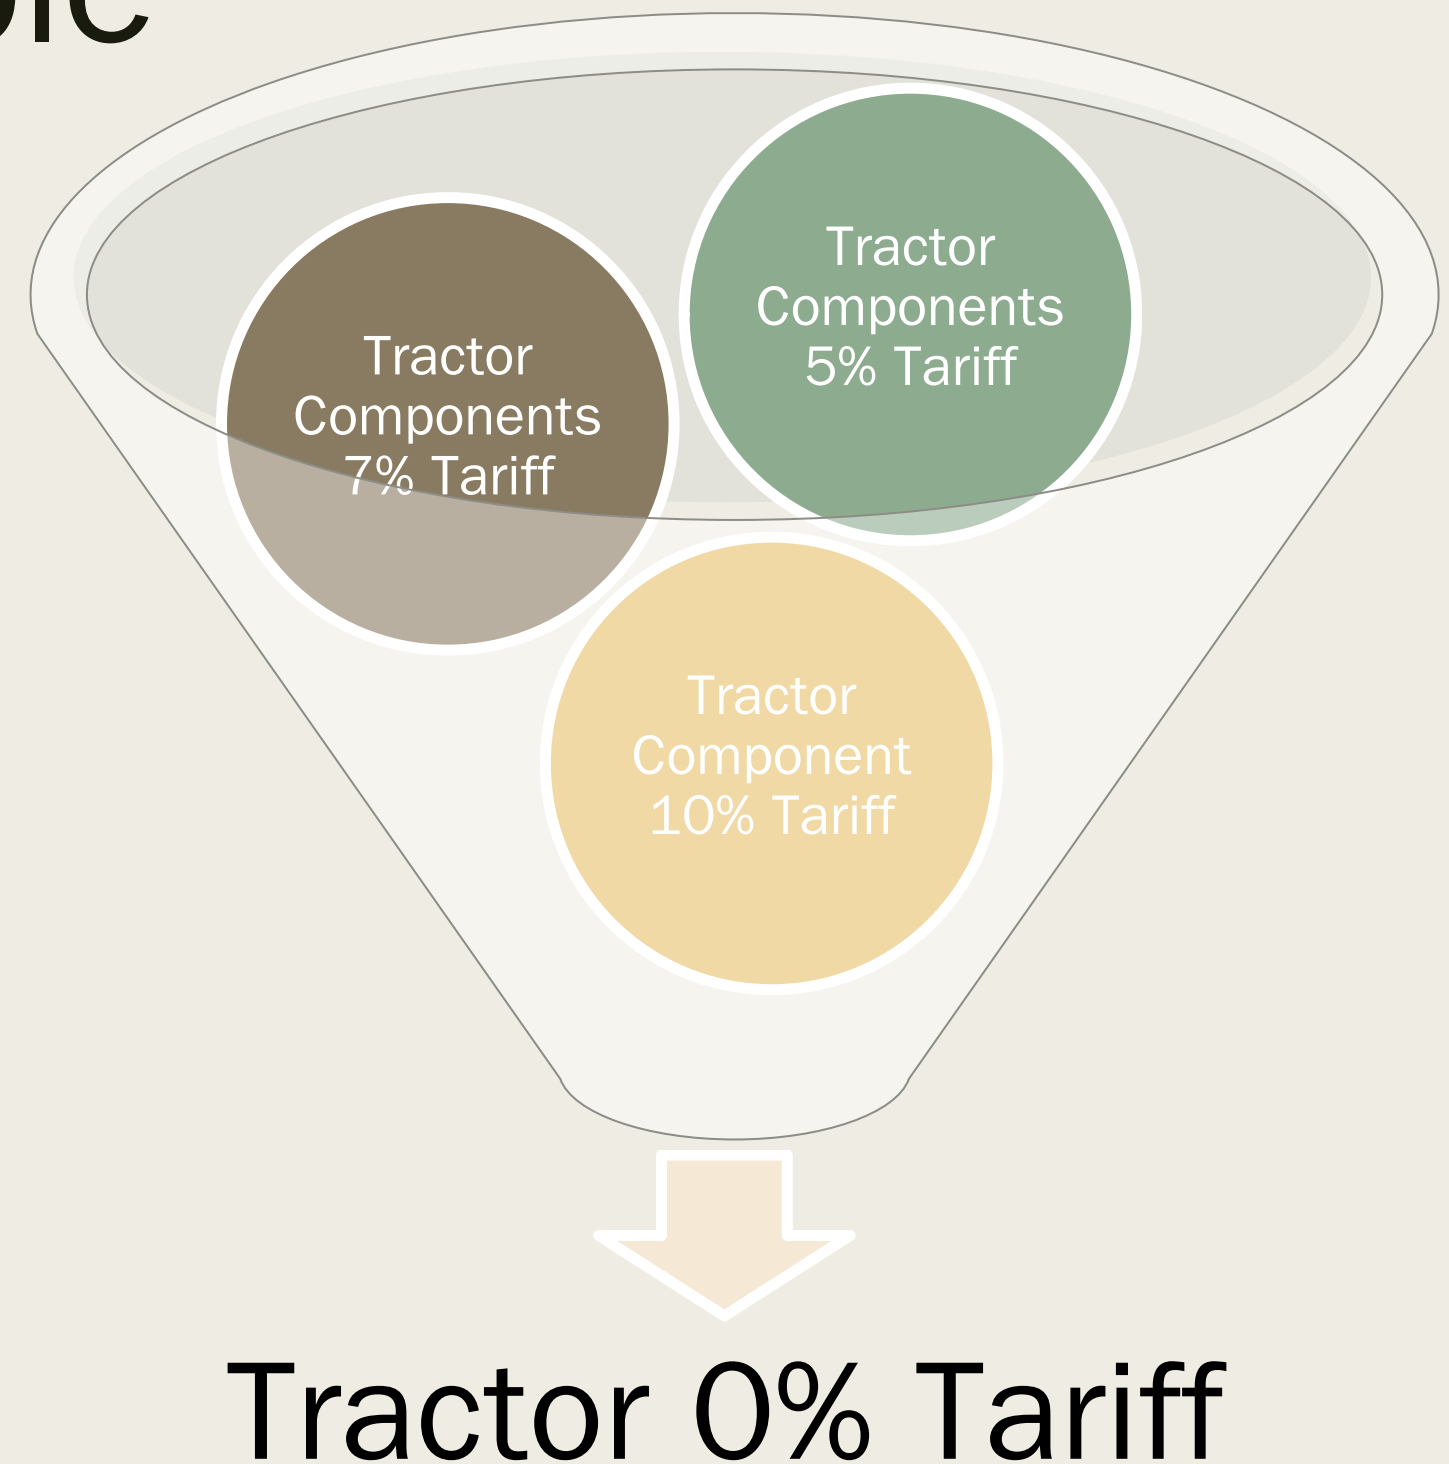 Tractor
Components
7% Tariff
Tractor
Components
5% Tariff
Tractor
Component
10% Tariff
Tractor 0% Tariff